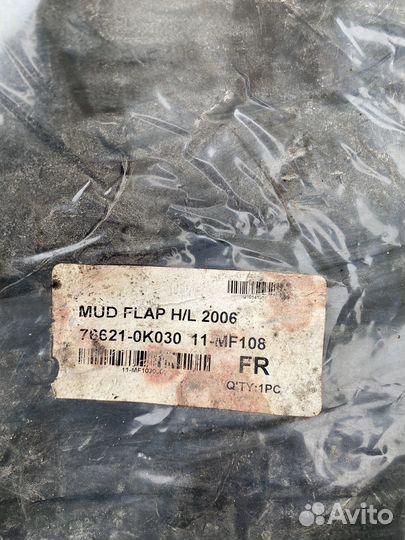 MUD FLAP H/L 2006
76621-0K030 11-MF108
FR
Q'TY:1PC
Avito